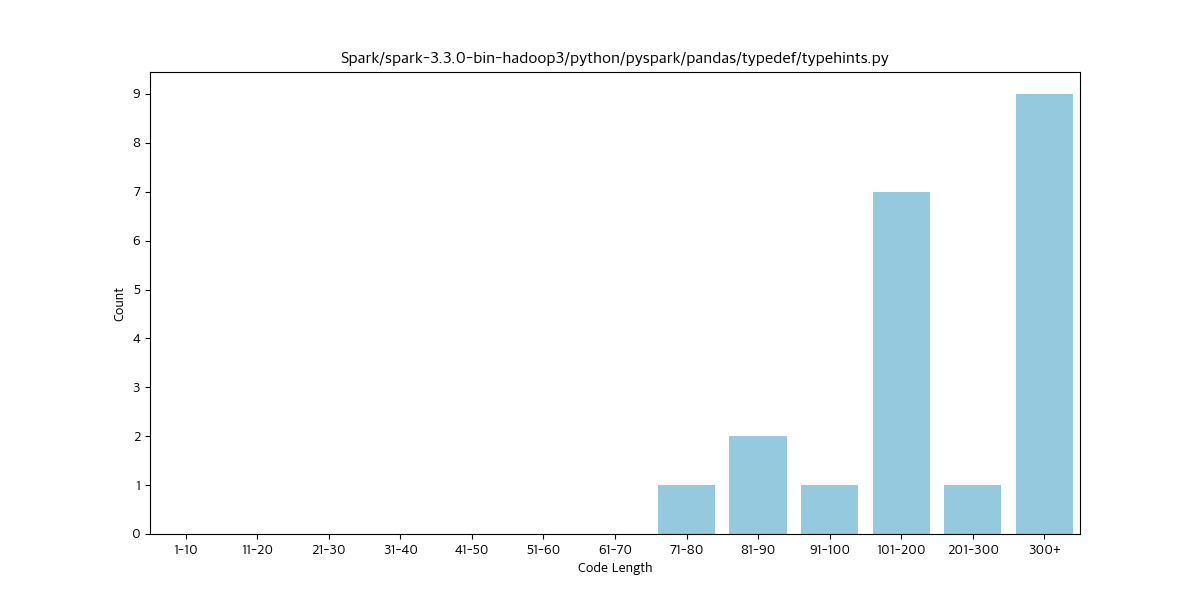 Spark/spark-3.3.0-bin-hadoop3/python/pyspark/pandas/typedef/typehints.py
9
8
7
6
5
4
3
2
1
0
Count
1-10 11-20 21-30 31-40 41-50 51-60 61-70 71-80 81-90 91-100 101-200 201-300 300+
Code Length